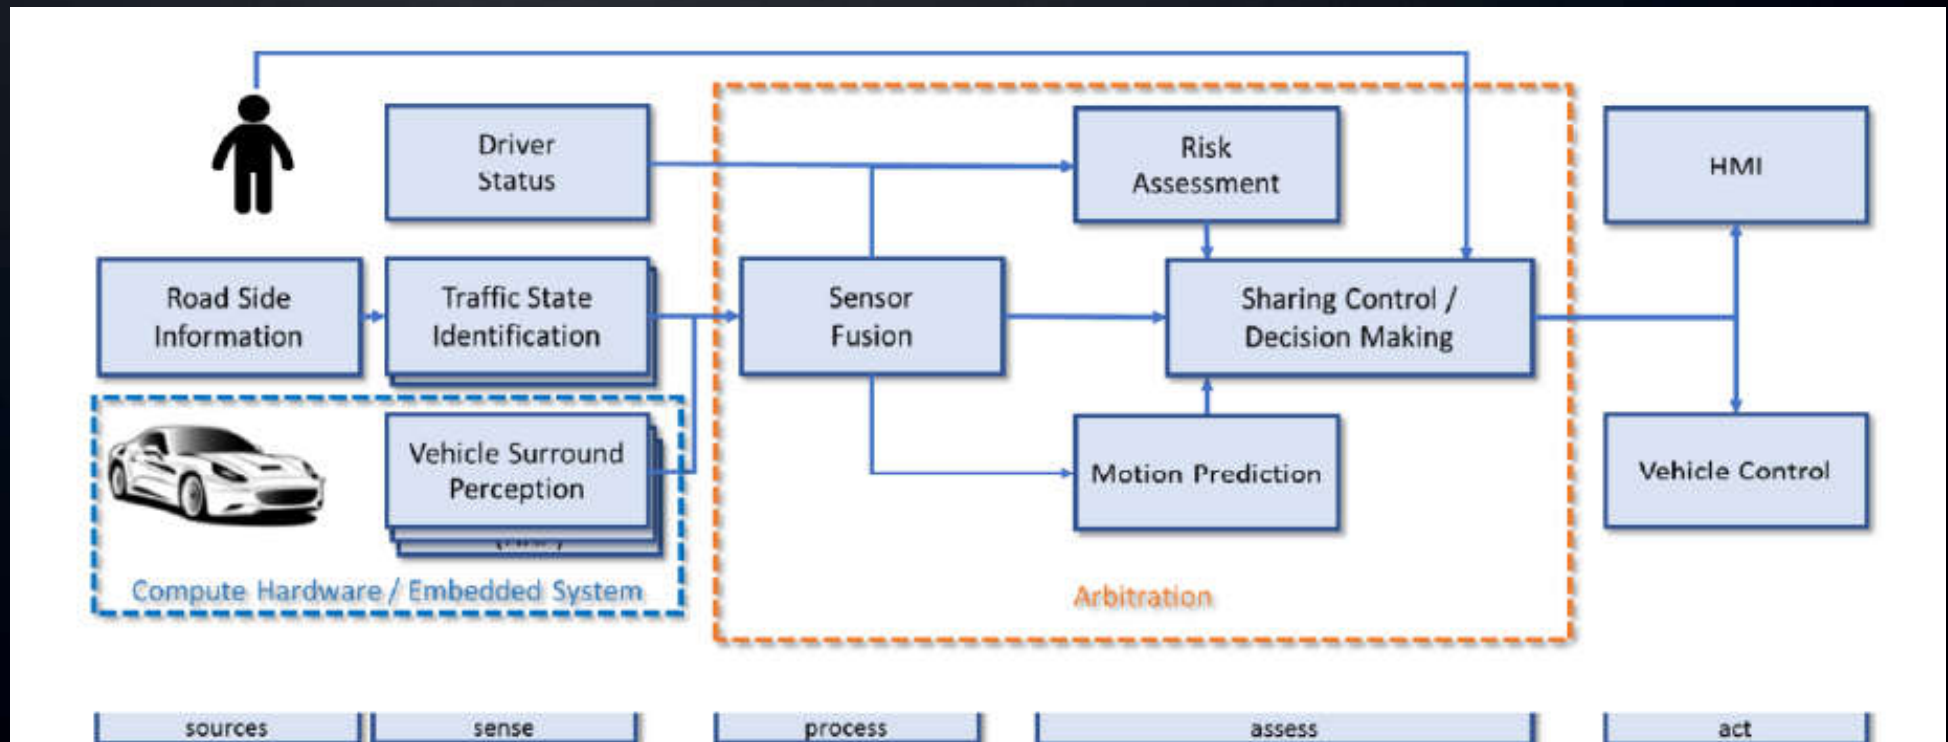 Driver
Status
Risk
Assessment
HMI
Road Side
Information
Traffic State
Identification
Sensor
Fusion
Sharing Control /
Decision Making
Vehicle Surround
Perception
Motion Prediction
Vehicle Control
Compute Hardware / Embedded System
Arbitration
sources
sense
process
assess
act